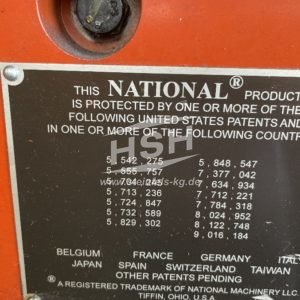 THIS NATIONAL® PRODUCT
IS PROTECTED BY ONE OR MORE OF THE
FOLLOWING UNITED STATES PATENTS AND
IN ONE OR MORE OF THE FOLLOWING COUNTR
5,542,275 5,848,547
5,655,757 7,377,042
5,704,245 7,634,934
5,713,236 7,712,221
5,724,847 7,784,318
5,732,589 8,024,952
5,829,302 8,122,748
9,016,184
HSH
BELGIUM FRANCE GERMANY ITALY
JAPAN SPAIN SWITZERLAND TAIWAN
OTHER PATENTS PENDING
A REGISTERED TRADEMARK OF NATIONAL MACHINERY LLC
TIFFIN, OHIO, U.S.A.